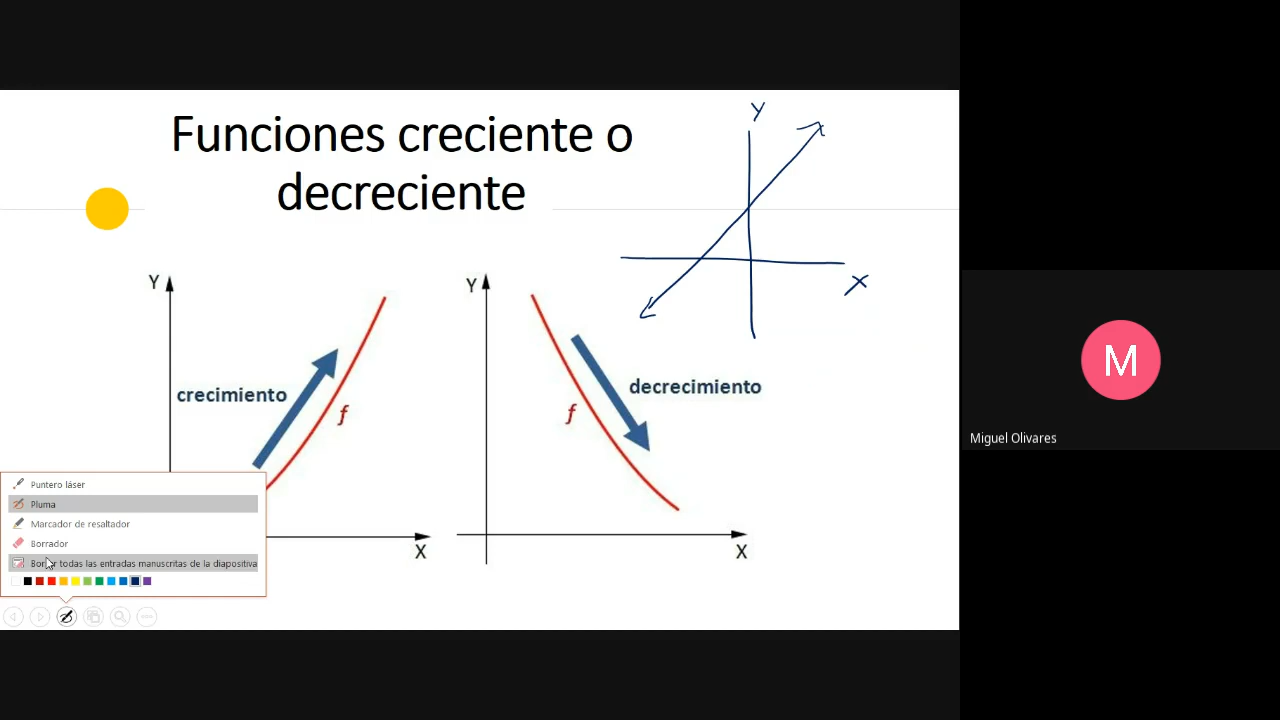 Funciones creciente o
decreciente
Y
X
Y
crecimiento
f
X
Y
decrecimiento
f
X
Puntero láser
Pluma
Marcador de resaltador
Borrador
Borrar todas las entradas manuscritas de la diapositiva
M
Miguel Olivares